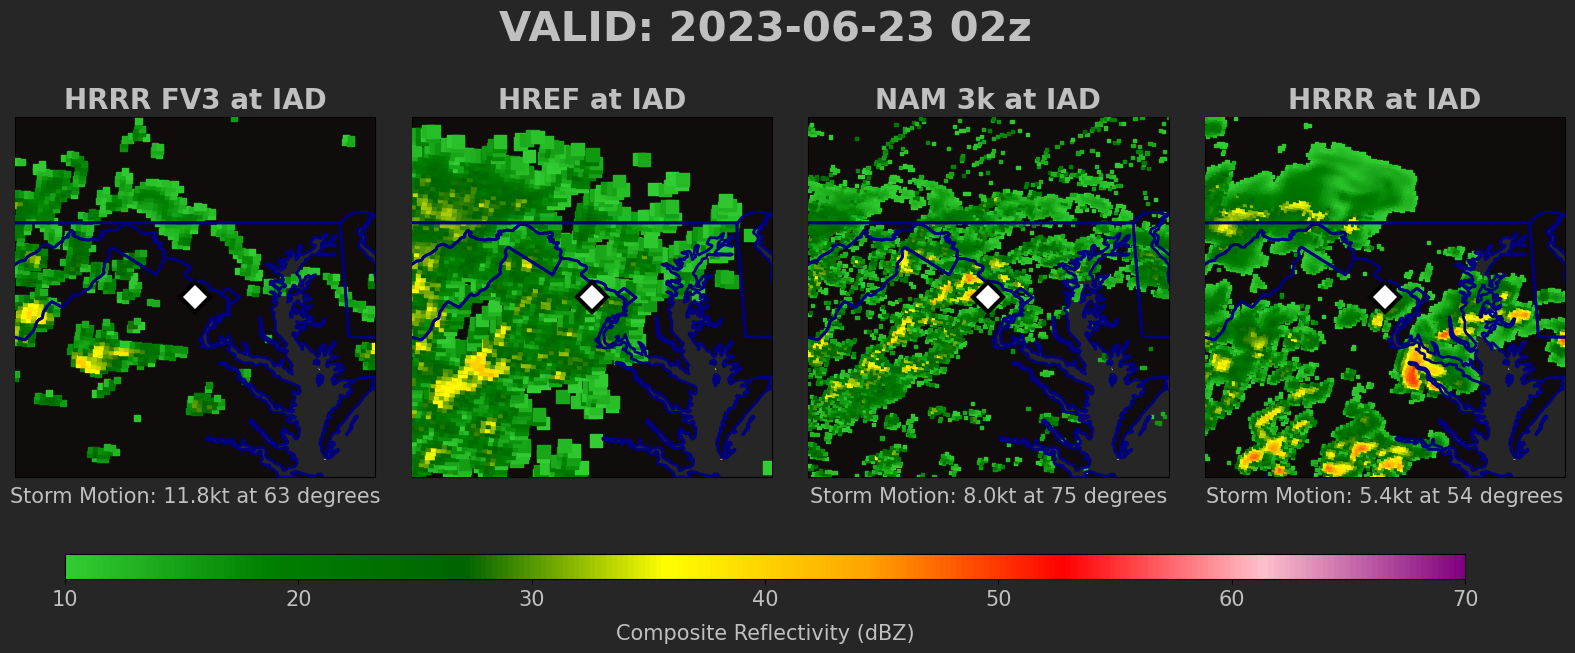 VALID: 2023-06-23 02z
HRRR FV3 at IAD
HREF at IAD
NAM 3k at IAD
HRRR at IAD
Storm Motion: 11.8kt at 63 degrees
Storm Motion: 8.0kt at 75 degrees
Storm Motion: 5.4kt at 54 degrees
10 20 30 40 50 60 70
Composite Reflectivity (dBZ)